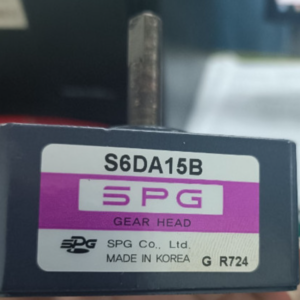 S6DA15B
SPG
GEAR HEAD
SPG SPG Co., Ltd.
MADE IN KOREA G R724